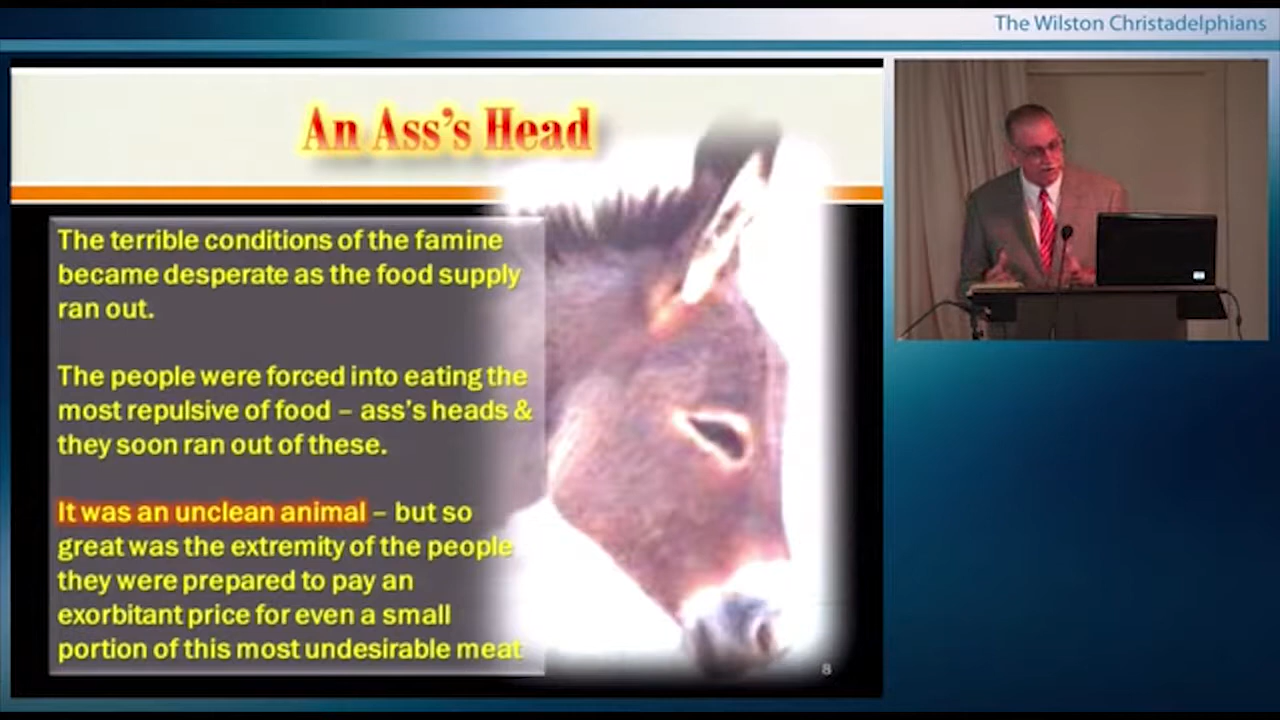 The Wilston Christadelphians
An Ass's Head
The terrible conditions of the famine
became desperate as the food supply
ran out.
The people were forced into eating the
most repulsive of food – ass's heads &
they soon ran out of these.
It was an unclean animal – but so
great was the extremity of the people
they were prepared to pay an
exorbitant price for even a small
portion of this most undesirable meat
8